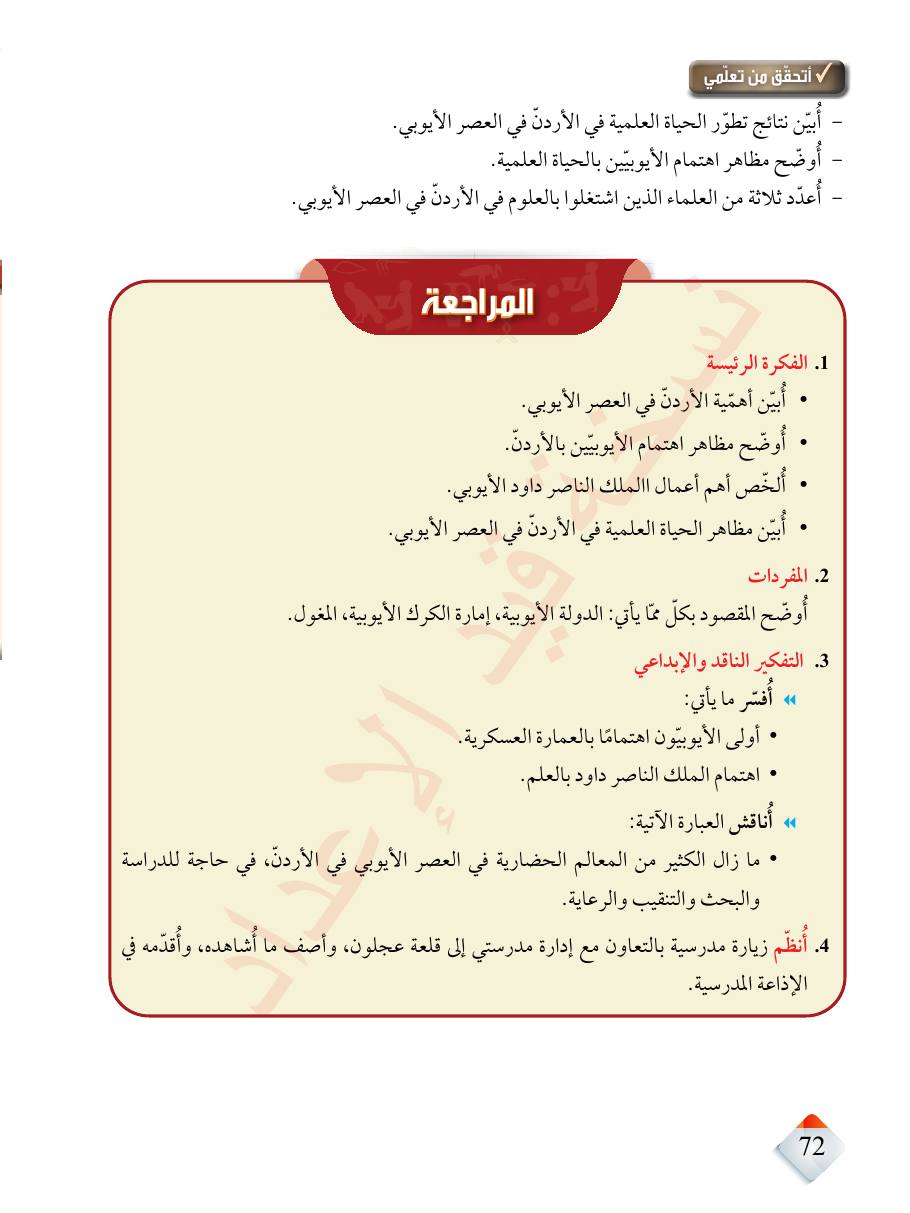 ✓ أتحقّق من تعلّمي
– أُبيّن نتائج تطوّر الحياة العلمية في الأردنّ في العصر الأيوبي.
– أُوضّح مظاهر اهتمام الأيوبيّين بالحياة العلمية.
– أُعدّد ثلاثة من العلماء الذين اشتغلوا بالعلوم في الأردنّ في العصر الأيوبي.
المراجعة
1. الفكرة الرئيسة
• أُبيّن أهمّية الأردنّ في العصر الأيوبي.
• أُوضّح مظاهر اهتمام الأيوبيّين بالأردنّ.
• أُلخّص أهم أعمال االملك الناصر داود الأيوبي.
• أُبيّن مظاهر الحياة العلمية في الأردنّ في العصر الأيوبي.
2. المفردات
أُوضّح المقصود بكلّ ممّا يأتي: الدولة الأيوبية، إمارة الكرك الأيوبية، المغول.
3. التفكير الناقد والإبداعي
أُفسّر ما يأتي:
• أولى الأيوبيّون اهتمامًا بالعمارة العسكرية.
• اهتمام الملك الناصر داود بالعلم.
أُناقش العبارة الآتية:
• ما زال الكثير من المعالم الحضارية في العصر الأيوبي في الأردنّ، في حاجة للدراسة
والبحث والتنقيب والرعاية.
4. أُنظّم زيارة مدرسية بالتعاون مع إدارة مدرستي إلى قلعة عجلون، وأصف ما أُشاهده، وأُقدّمه في
الإذاعة المدرسية.
نسخة قيد الإعداد
72